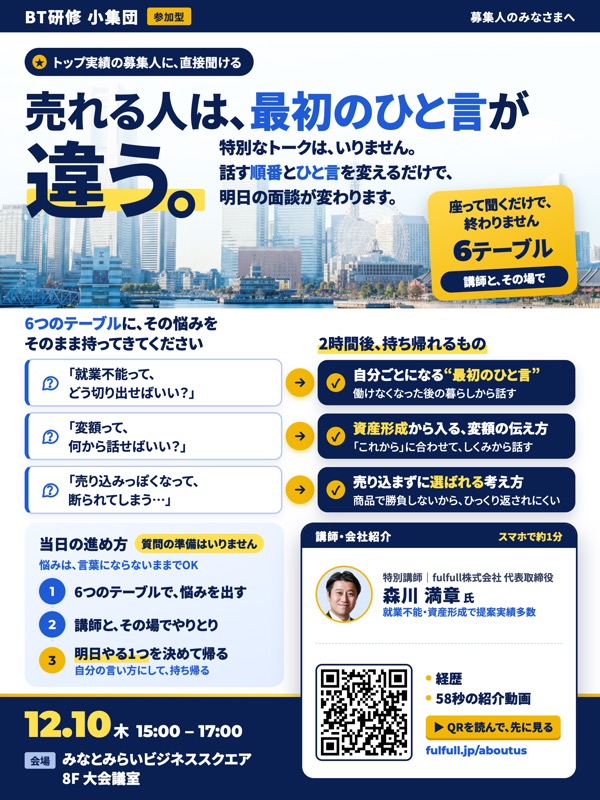 BT研修 小集団 参加型
募集人のみなさまへ
トップ実績の募集人に、直接聞ける
売れる人は、最初のひと言が
違う。
特別なトークは、いりません。
話す順番とひと言を変えるだけで、
明日の面談が変わります。
座って聞くだけで、
終わりません
6テーブル
講師と、その場で
6つのテーブルに、その悩みを
そのまま持ってきてください
2時間後、持ち帰れるもの
「就業不能って、
どう切り出せばいい？」
自分ごとになる“最初のひと言”
働けなくなった後の暮らしから話す
「変額って、
何から話せばいい？」
資産形成から入る、変額の伝え方
「これから」に合わせて、しくみから話す
「売り込みっぽくなって、
断られてしまう…」
売り込まずに選ばれる考え方
商品で勝負しないから、ひっくり返されにくい
当日の進め方 質問の準備はいりません
悩みは、言葉にならないままでOK
1 6つのテーブルで、悩みを出す
2 講師と、その場でやりとり
3 明日やる1つを決めて帰る
自分の言い方にして、持ち帰る
講師・会社紹介 スマホで約1分
特別講師｜fulfull株式会社 代表取締役
森川 満章 氏
就業不能・資産形成で提案実績多数
経歴
58秒の紹介動画
▶ QRを読んで、先に見る
fulfull.jp/aboutus
12.10 木 15:00 – 17:00
会場 みなとみらいビジネススクエア
8F 大会議室